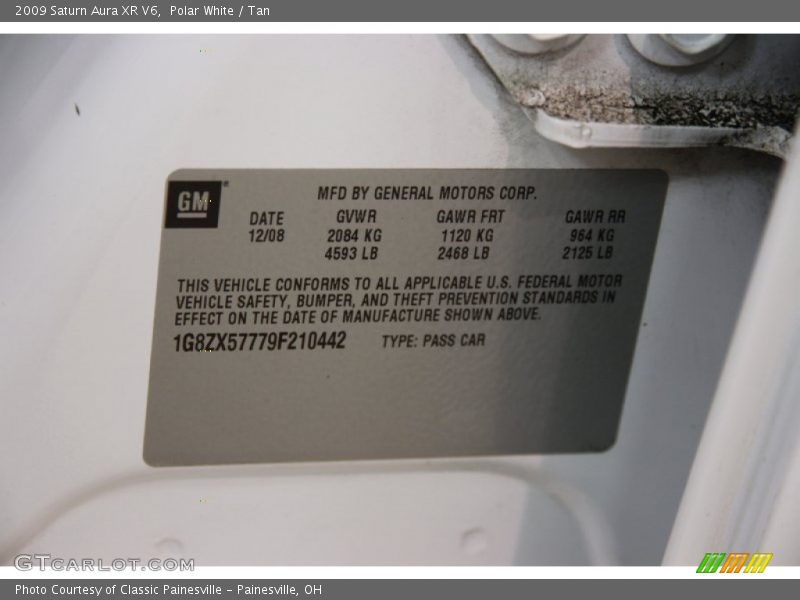 2009 Saturn Aura XR V6,  Polar White / Tan
GM
MFD BY GENERAL MOTORS CORP.
DATE GVWR GAWR FRT GAWR RR
12/08 2084 KG 1120 KG 964 KG
4593 LB 2468 LB 2125 LB
THIS VEHICLE CONFORMS TO ALL APPLICABLE U.S. FEDERAL MOTOR
VEHICLE SAFETY, BUMPER, AND THEFT PREVENTION STANDARDS IN
EFFECT ON THE DATE OF MANUFACTURE SHOWN ABOVE.
1G8ZX57779F210442 TYPE: PASS CAR
GTCARLOT.COM
Photo Courtesy of Classic Painesville - Painesville, OH